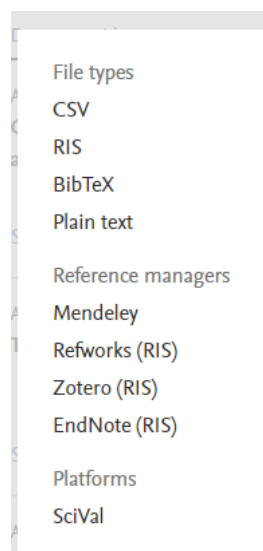 File types
CSV
RIS
BibTeX
Plain text
Reference managers
Mendeley
Refworks (RIS)
Zotero (RIS)
EndNote (RIS)
Platforms
SciVal